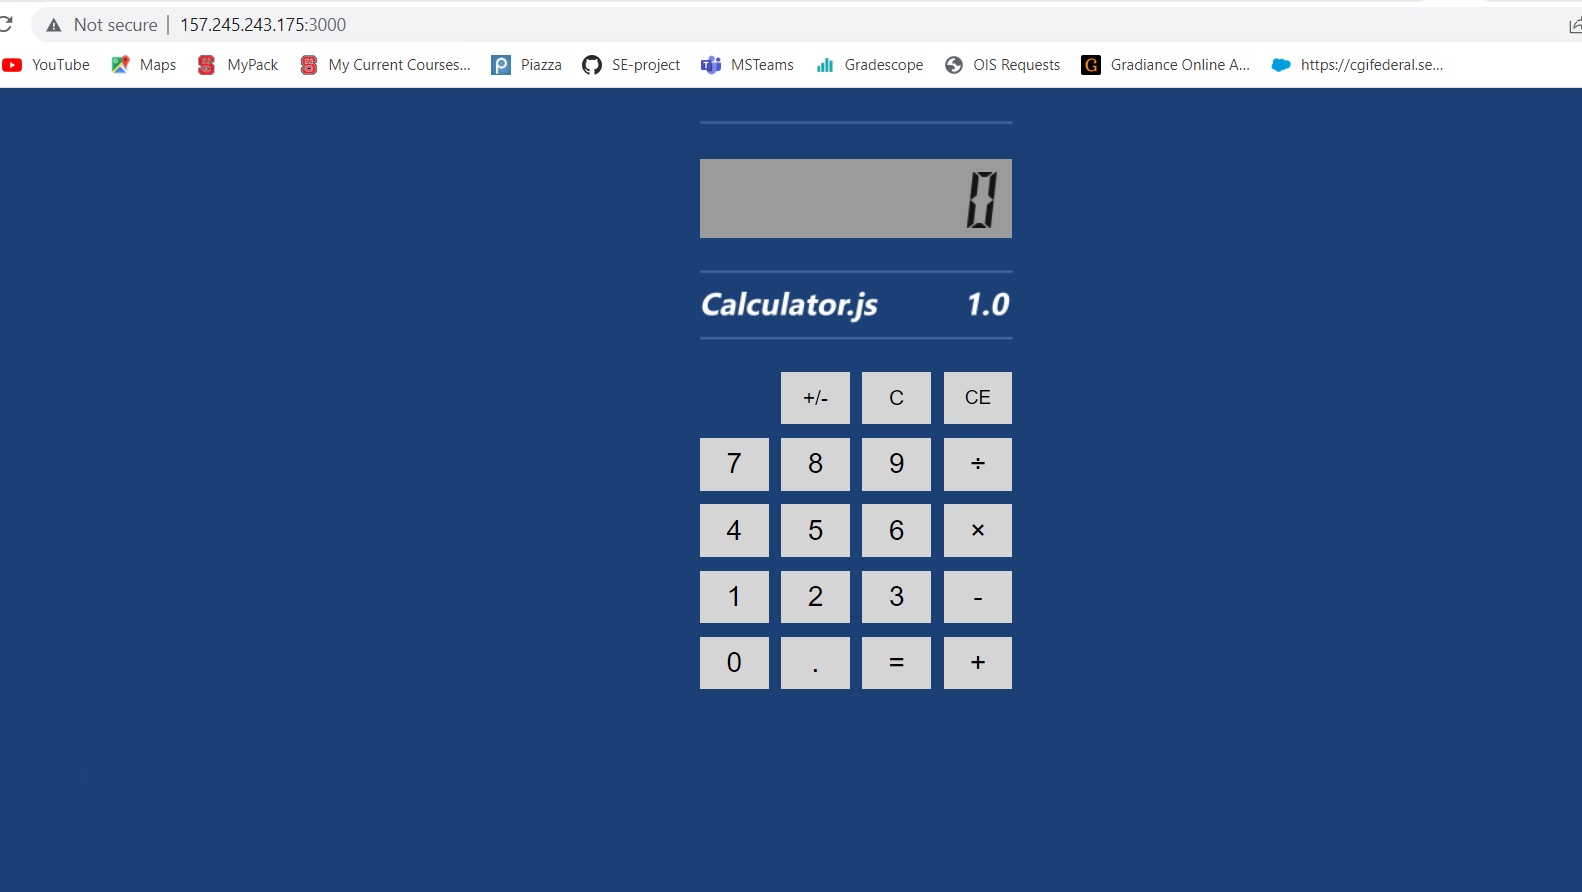 Not secure | 157.245.243.175:3000
YouTube Maps MyPack My Current Courses... Piazza SE-project MSTeams Gradescope OIS Requests Gradiance Online A... https://cgifederal.se...
0
Calculator.js 1.0
+/- C CE
7 8 9 ÷
4 5 6 ×
1 2 3 -
0 . = +